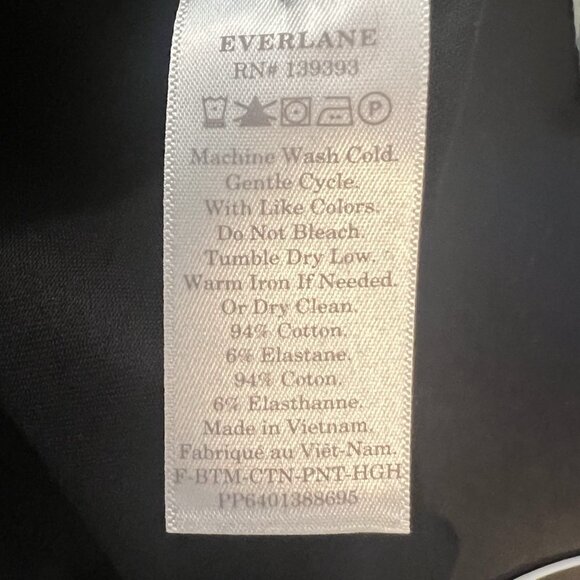 EVERLANE
RN# 139393
P
Machine Wash Cold.
Gentle Cycle.
With Like Colors.
Do Not Bleach.
Tumble Dry Low.
Warm Iron If Needed.
Or Dry Clean.
94% Cotton.
6% Elastane.
94% Coton.
6% Elasthanne.
Made in Vietnam.
Fabriqué au Viêt-Nam.
F-BTM-CTN-PNT-HGH
PP6401388695